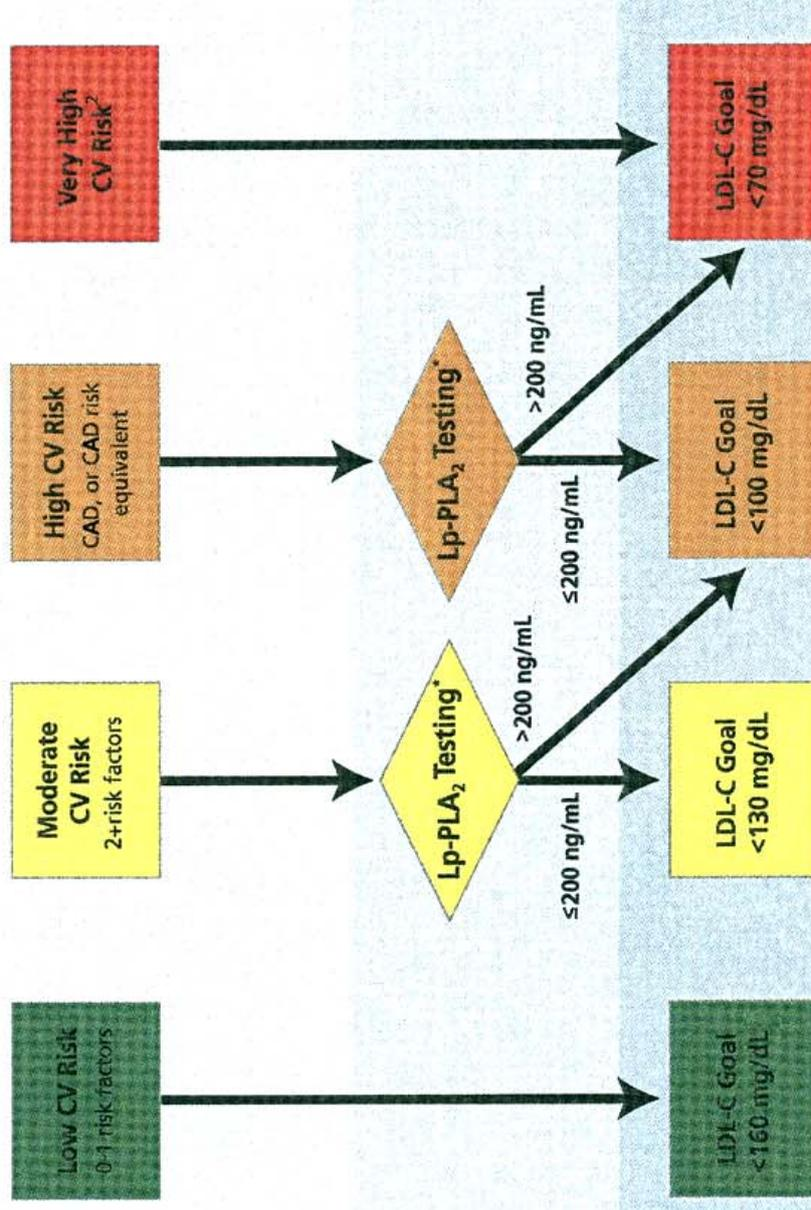 Low CV Risk
0-1 risk factors
Moderate
CV Risk
2+risk factors
High CV Risk
CAD, or CAD risk
equivalent
Very High
CV Risk²
Lp-PLA₂ Testing*
Lp-PLA₂ Testing*
≤200 ng/mL
>200 ng/mL
≤200 ng/mL
>200 ng/mL
LDL-C Goal
<160 mg/dL
LDL-C Goal
<130 mg/dL
LDL-C Goal
<100 mg/dL
LDL-C Goal
<70 mg/dL